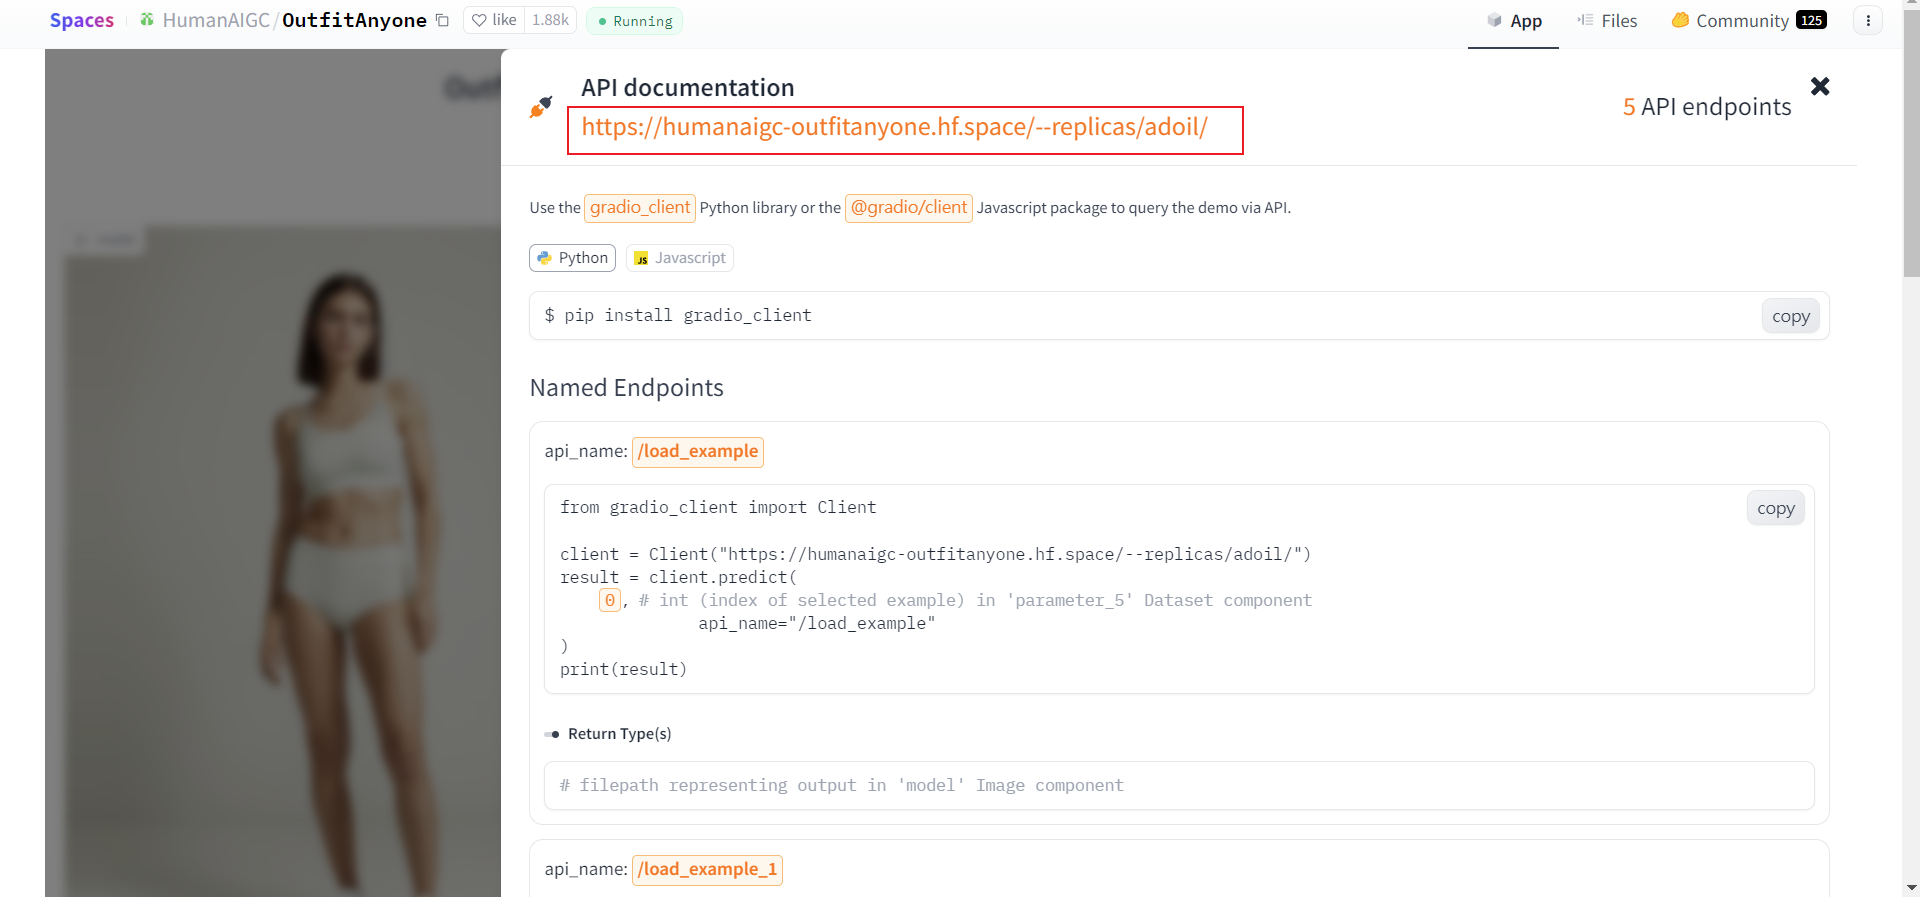 Spaces HumanAIGC/OutfitAnyone like 1.88k Running App Files Community 125
API documentation
https://humanaigc-outfitanyone.hf.space/--replicas/adoil/
5 API endpoints
Use the gradio_client Python library or the @gradio/client Javascript package to query the demo via API.
Python JS Javascript
$ pip install gradio_client copy
Named Endpoints
api_name: /load_example
from gradio_client import Client copy
client = Client("https://humanaigc-outfitanyone.hf.space/--replicas/adoil/")
result = client.predict(
0, # int (index of selected example) in 'parameter_5' Dataset component
api_name="/load_example"
)
print(result)
Return Type(s)
# filepath representing output in 'model' Image component
api_name: /load_example_1